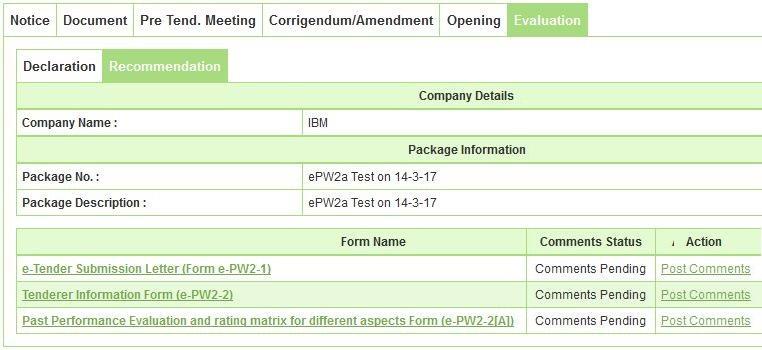 Notice Document Pre Tend. Meeting Corrigendum/Amendment Opening Evaluation
Declaration Recommendation
Company Details
Company Name : IBM
Package Information
Package No. : ePW2a Test on 14-3-17
Package Description : ePW2a Test on 14-3-17
Form Name Comments Status Action
e-Tender Submission Letter (Form e-PW2-1) Comments Pending Post Comments
Tenderer Information Form (e-PW2-2) Comments Pending Post Comments
Past Performance Evaluation and rating matrix for different aspects Form (e-PW2-2[A]) Comments Pending Post Comments